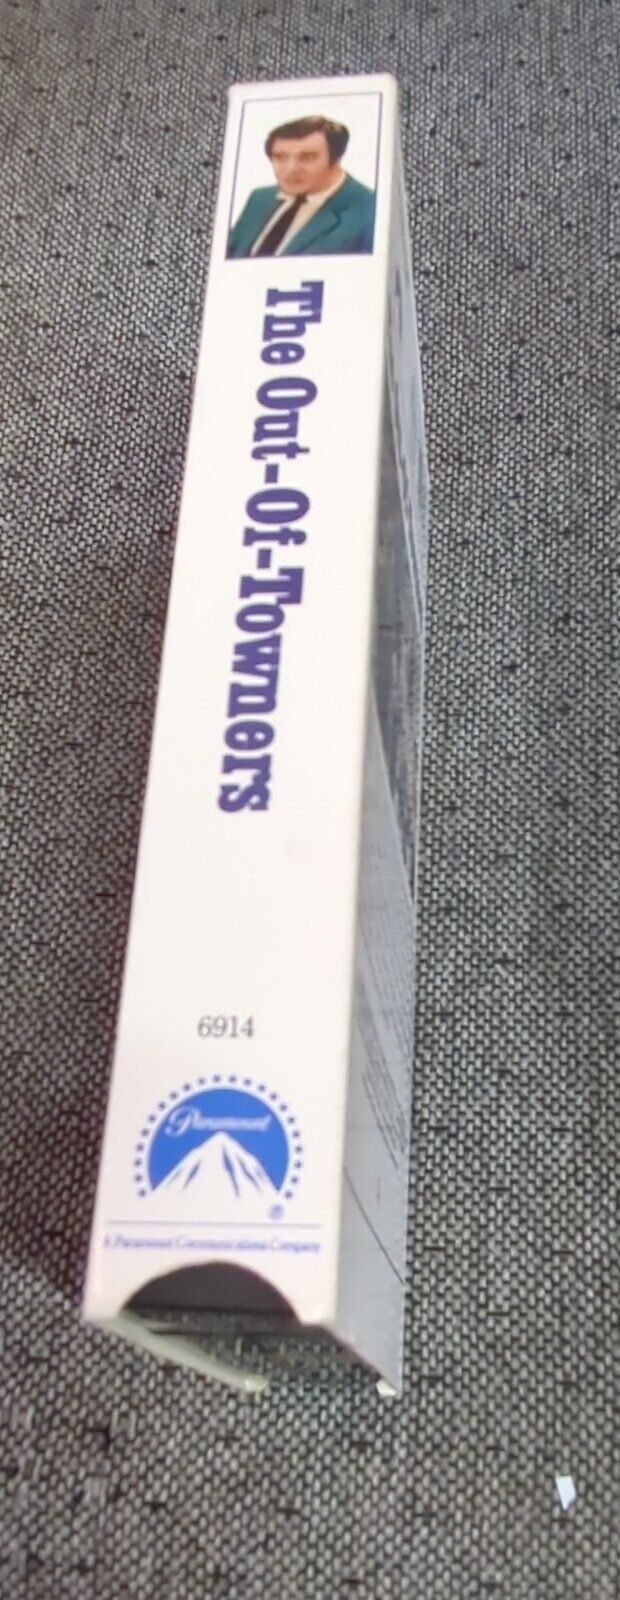 The Out-Of-Towners
6914
Paramount
®
A Paramount Communications Company